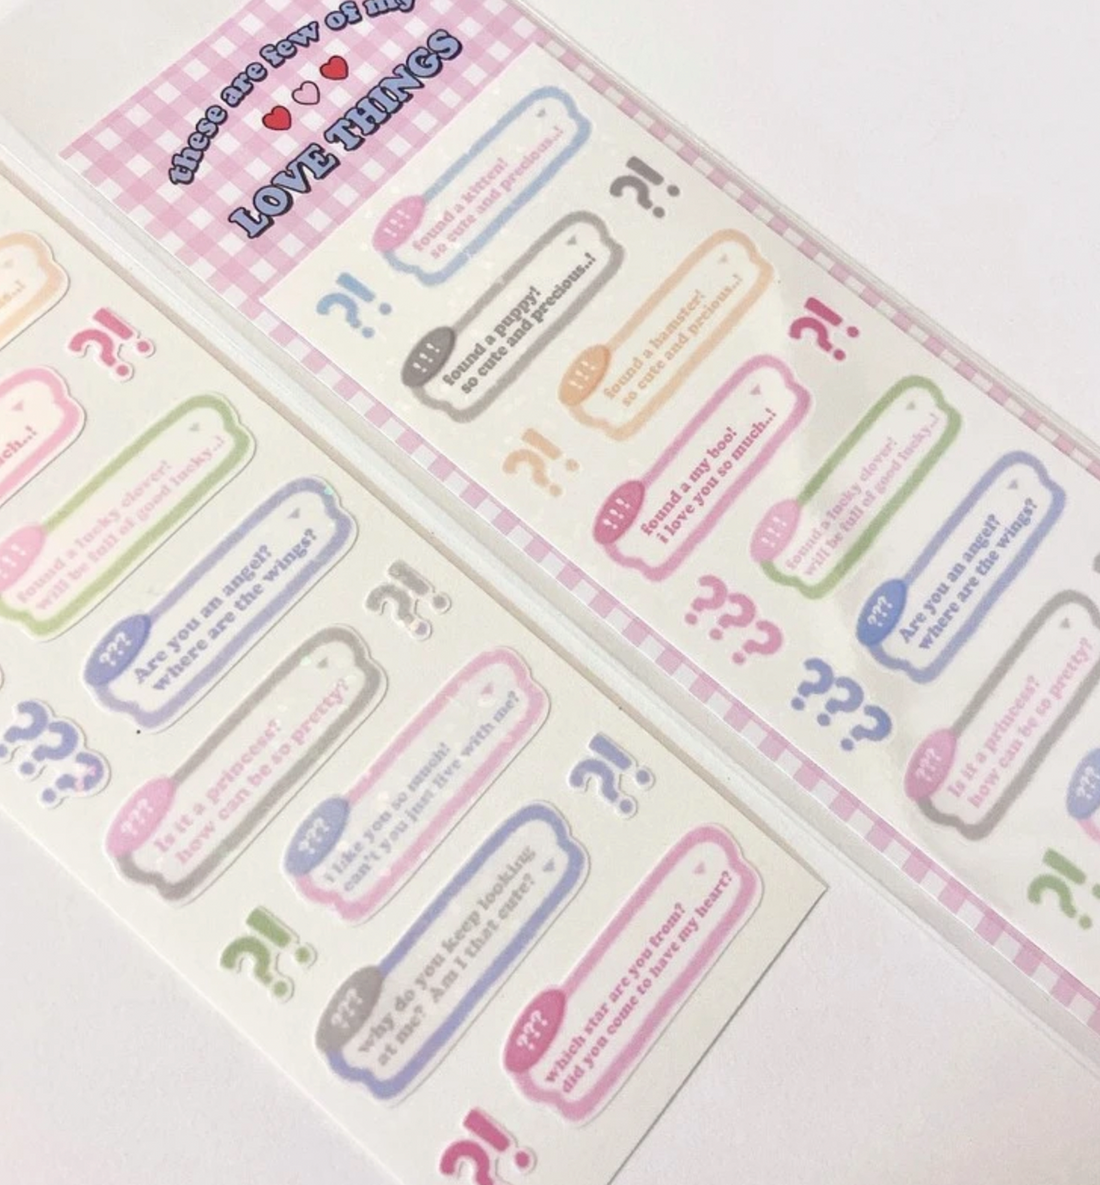 these are few of my
LOVE THINGS
!!!
found a kitten!
so cute and precious..!
?!
?!
!!!
found a puppy!
so cute and precious..!
!!!
found a hamster!
so cute and precious..!
?!
?!
!!!
found a my boo!
i love you so much..!
!!!
found a lucky clover!
will be full of good lucky..!
???
???
Are you an angel?
where are the wings?
???
???
Is it a princess?
how can be so pretty?
?!
?!
!!!
found a lucky clover!
will be full of good lucky..!
???
Are you an angel?
where are the wings?
?!
???
???
Is it a princess?
how can be so pretty?
???
i like you so much!
can't you just live with me?
?!
?!
???
why do you keep looking
at me? Am I that cute?
???
which star are you from?
did you come to have my heart?
?!